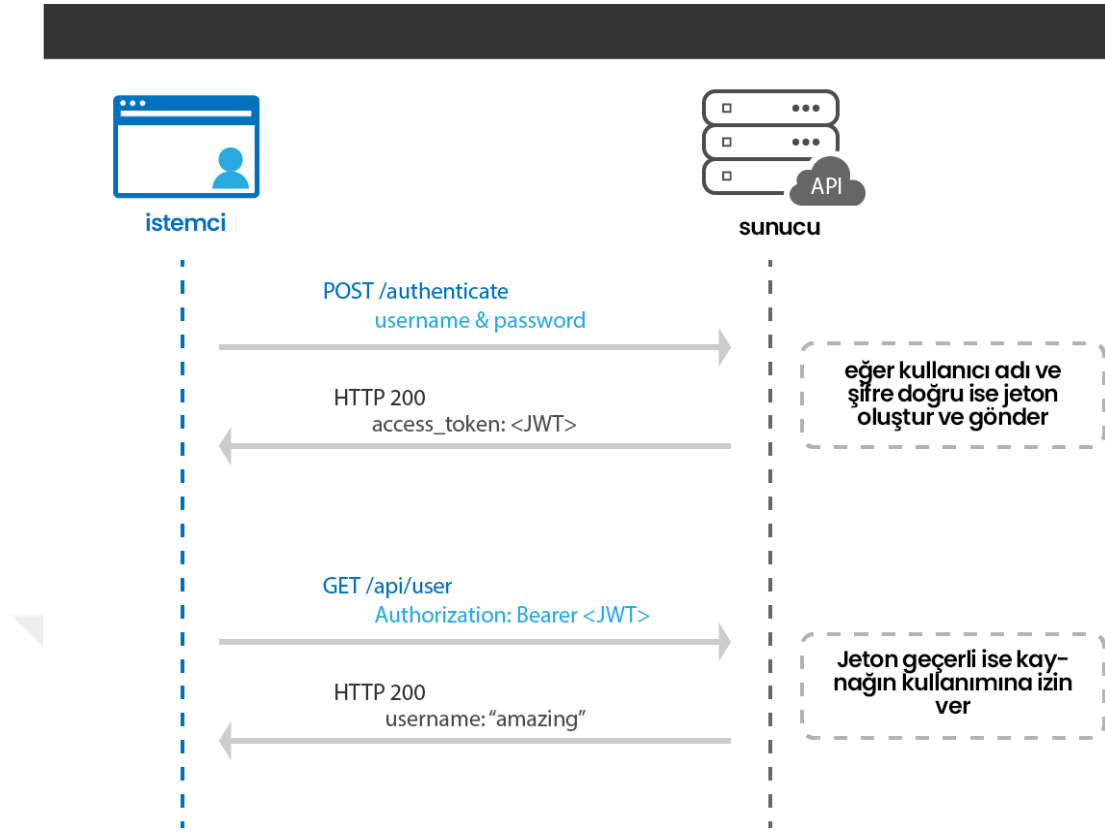 API
istemci
sunucu
POST /authenticate
username & password
eğer kullanıcı adı ve
şifre doğru ise jeton
oluştur ve gönder
HTTP 200
access_token: <JWT>
GET /api/user
Authorization: Bearer <JWT>
Jeton geçerli ise kay-
nağın kullanımına izin
ver
HTTP 200
username: “amazing”